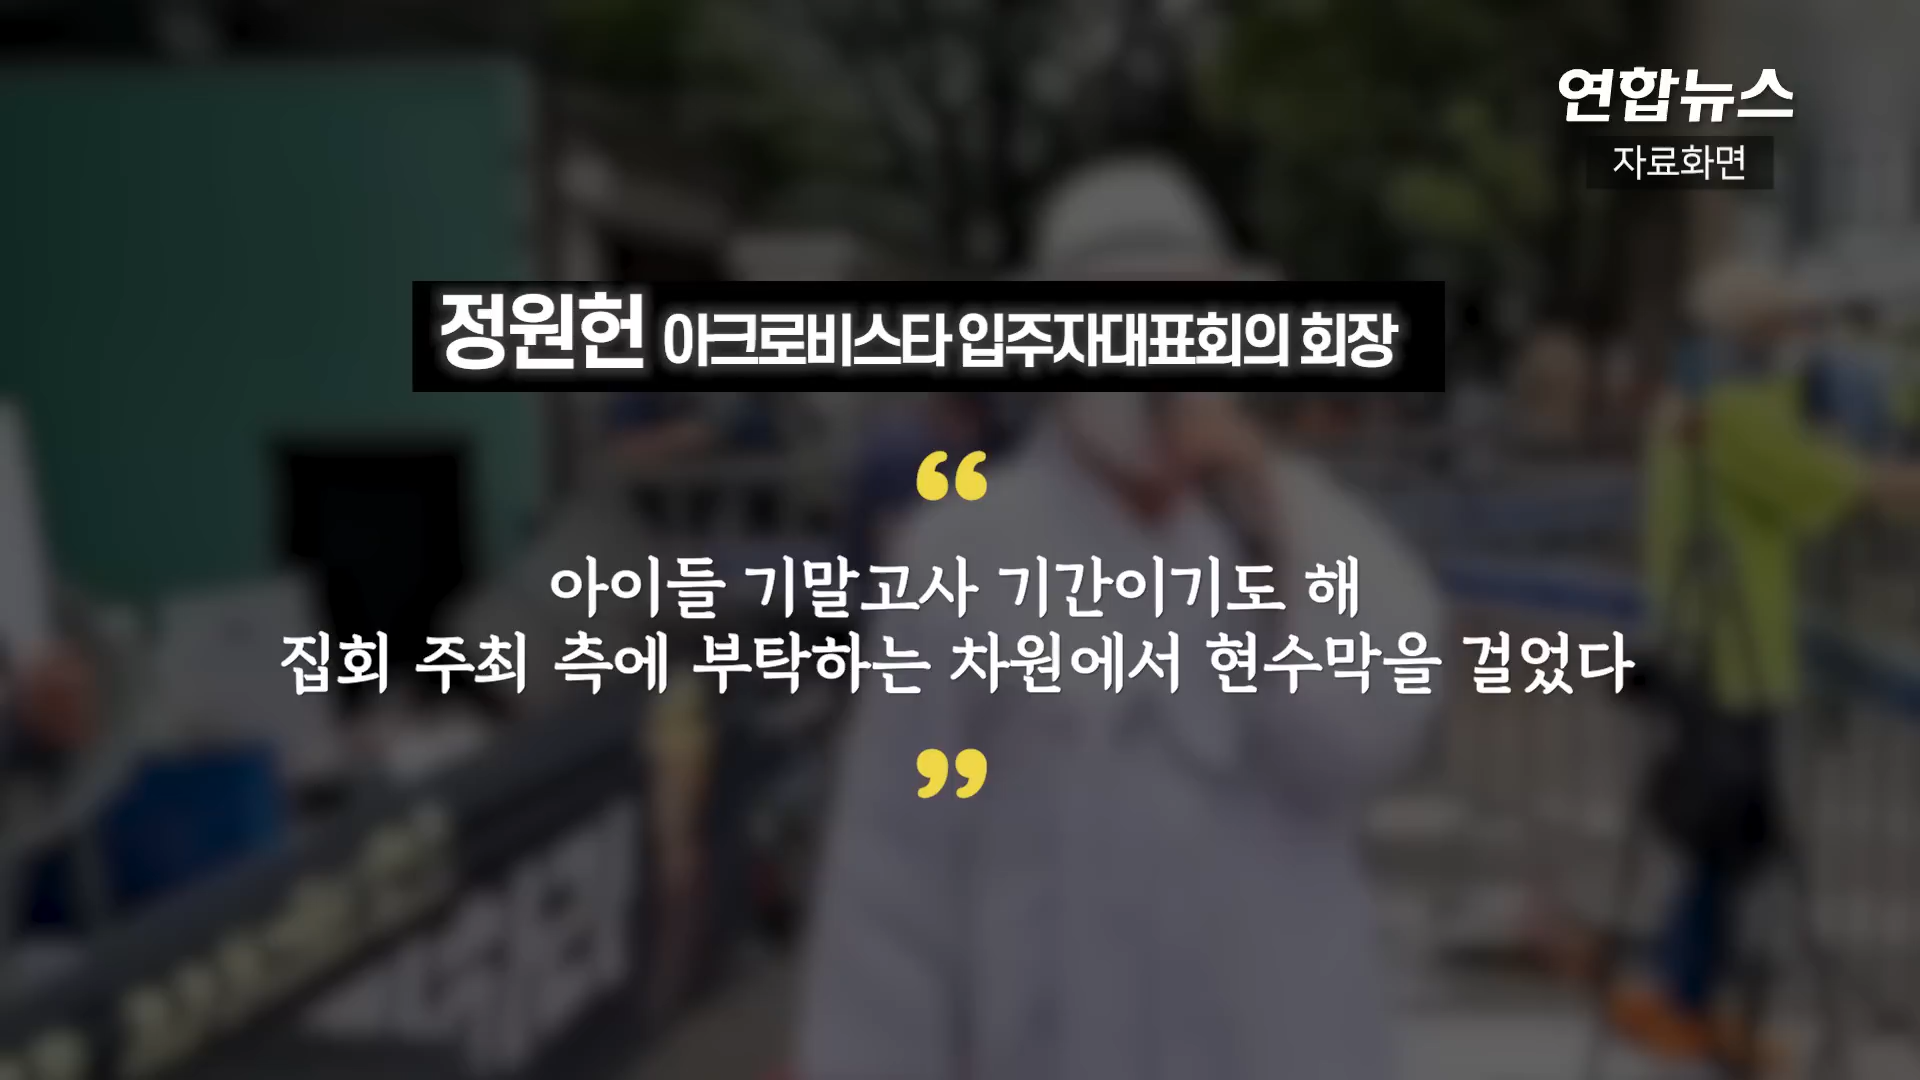 연합뉴스
자료화면
정원헌 아크로비스타 입주자대표회의 회장
“
아이들 기말고사 기간이기도 해
집회 주최 측에 부탁하는 차원에서 현수막을 걸었다
”